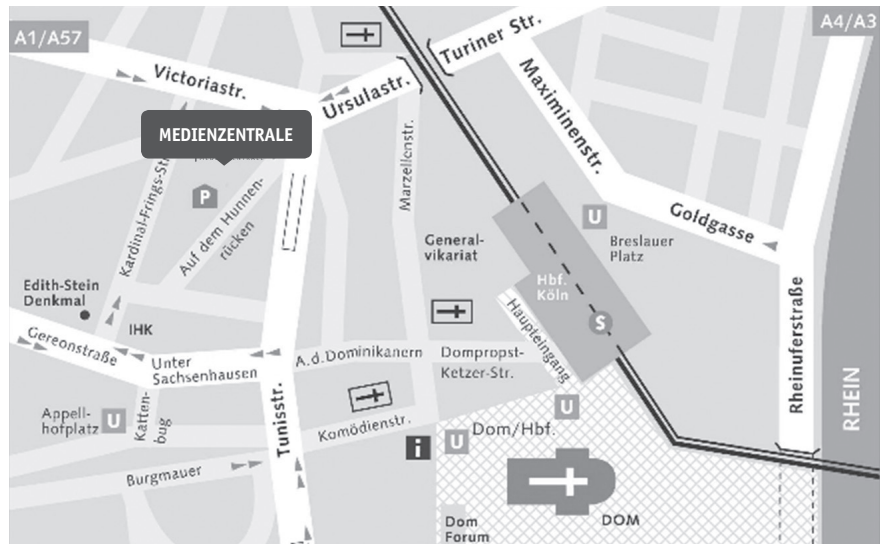 A1/A57
A4/A3
Turiner Str.
Victoriastr.
Ursulastr.
Maximinenstr.
MEDIENZENTRALE
Kardinal-Frings-Str.
P
Auf dem Hunnen-
rücken
Marzellenstr.
U
Goldgasse
General-
vikariat
Breslauer
Platz
Edith-Stein
Denkmal
Hbf.
Köln
Haupteingang
S
Rheinuferstraße
RHEIN
IHK
Gereonstraße
Unter
Sachsenhausen
A.d.Dominikanern
Dompropst-
Ketzer-Str.
Appell-
hofplatz
U
Katten-
bug
Tunisstr.
Komödienstr.
U
i
U
Dom/Hbf.
Burgmauer
DOM
Dom
Forum